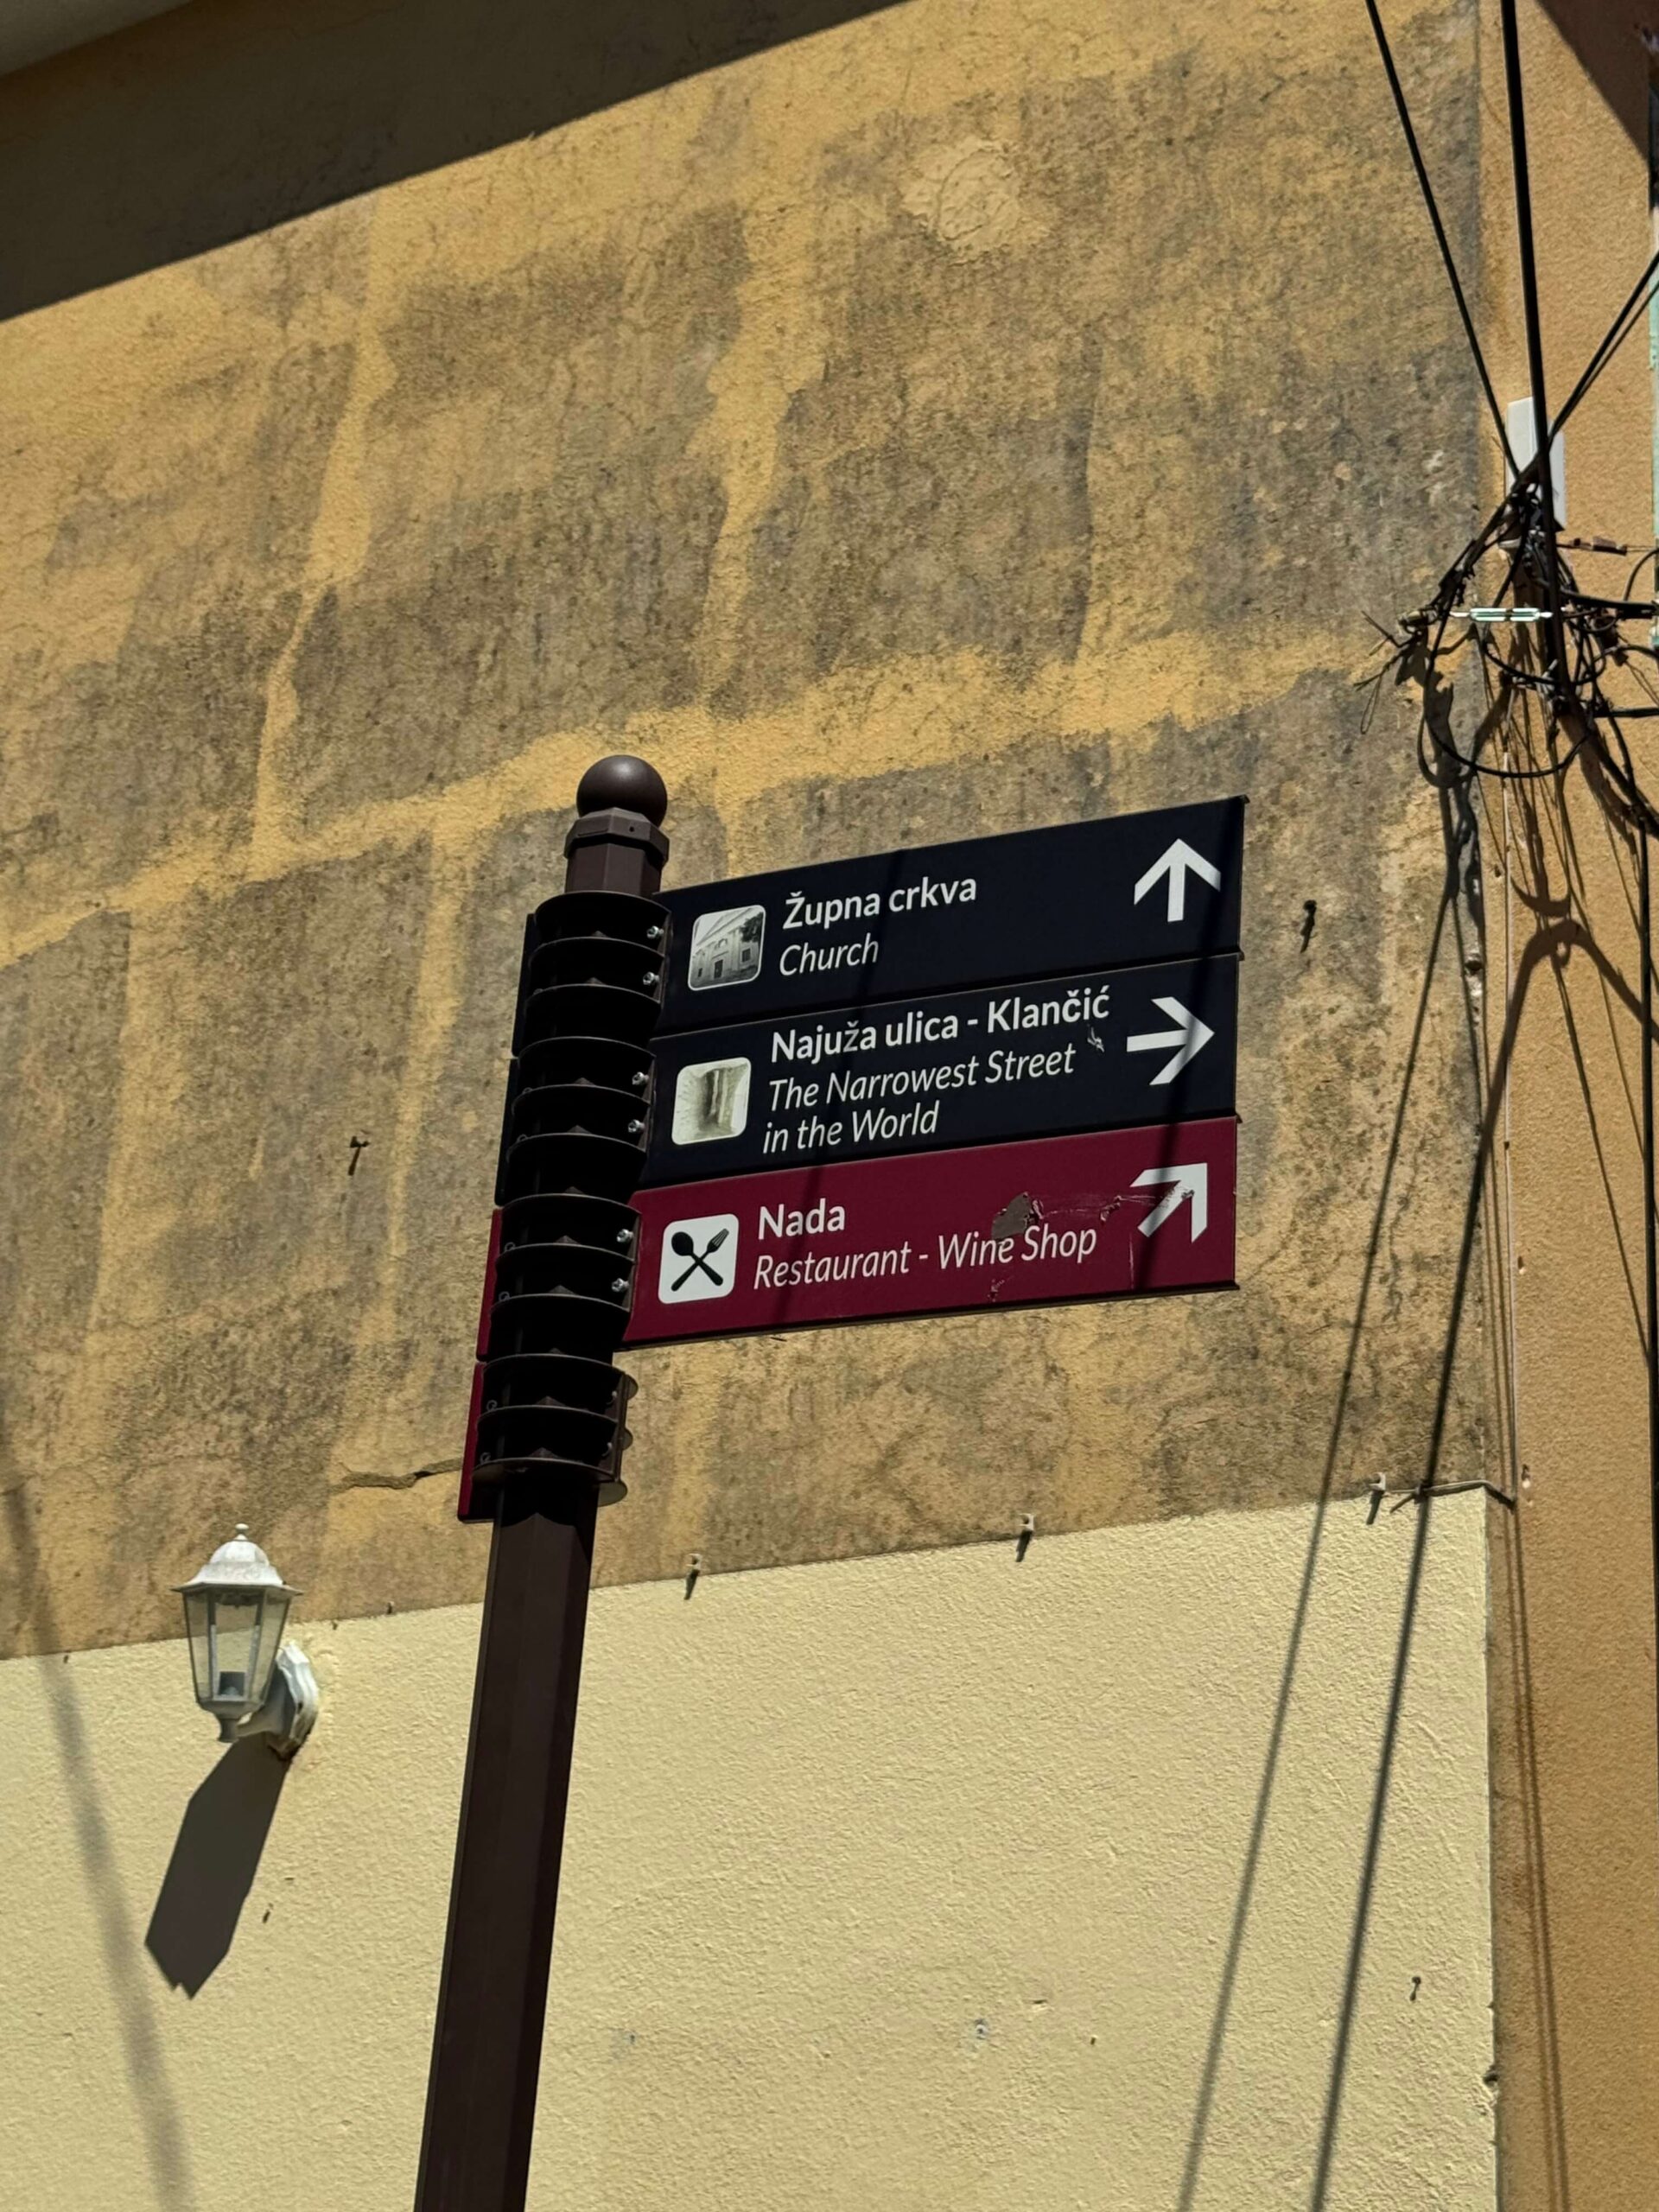 Župna crkva
Church
Najuža ulica - Klančić
The Narrowest Street
in the World
Nada
Restaurant - Wine Shop